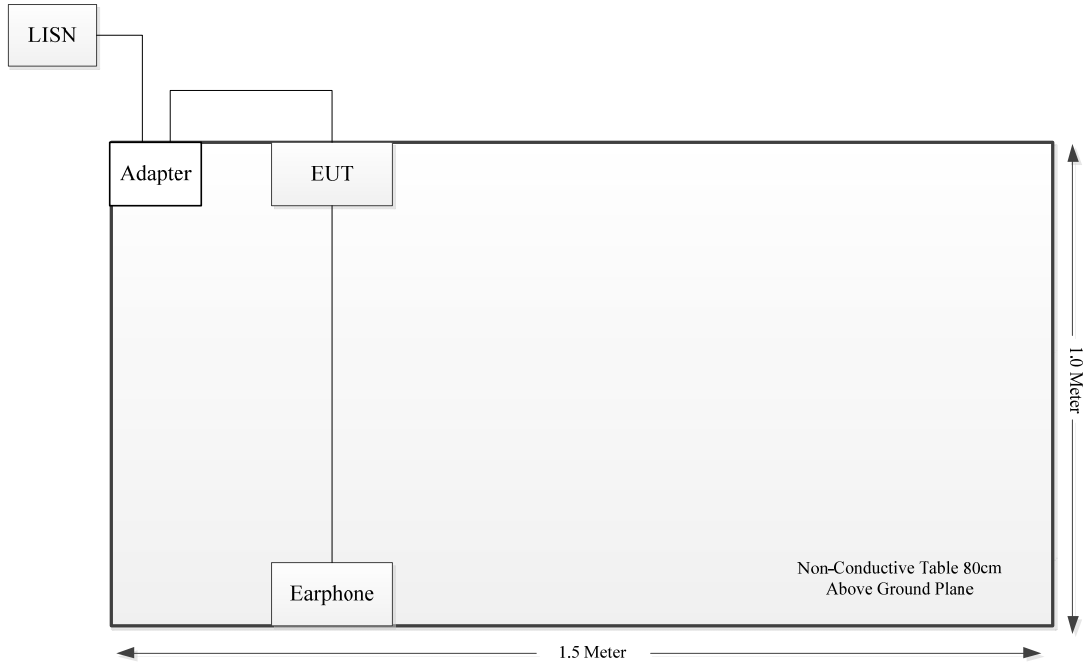 LISN
Adapter
EUT
1.0 Meter
Earphone
Non-Conductive Table 80cm
Above Ground Plane
1.5 Meter